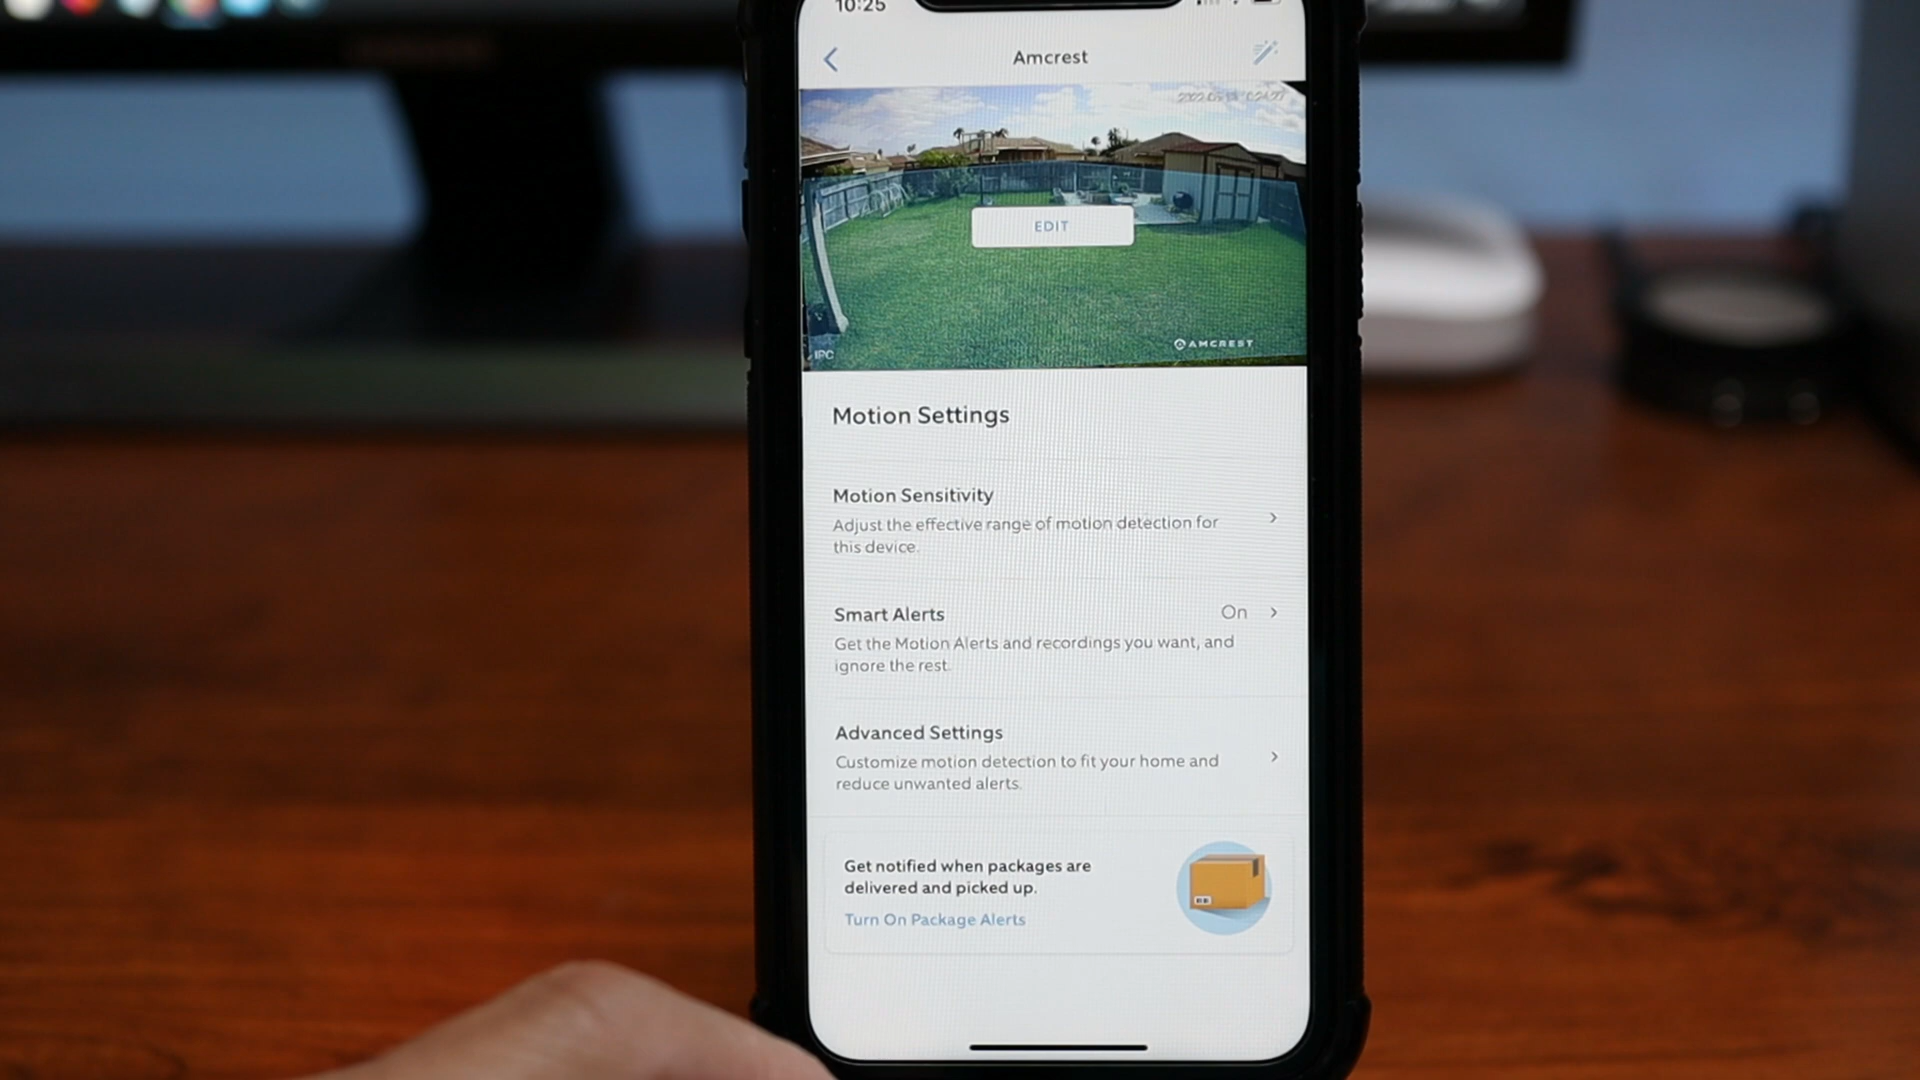 10:25
Amcrest
EDIT
IPC
AMCREST
Motion Settings
Motion Sensitivity
Adjust the effective range of motion detection for
this device.
Smart Alerts
On
Get the Motion Alerts and recordings you want, and
ignore the rest.
Advanced Settings
Customize motion detection to fit your home and
reduce unwanted alerts.
Get notified when packages are
delivered and picked up.
Turn On Package Alerts